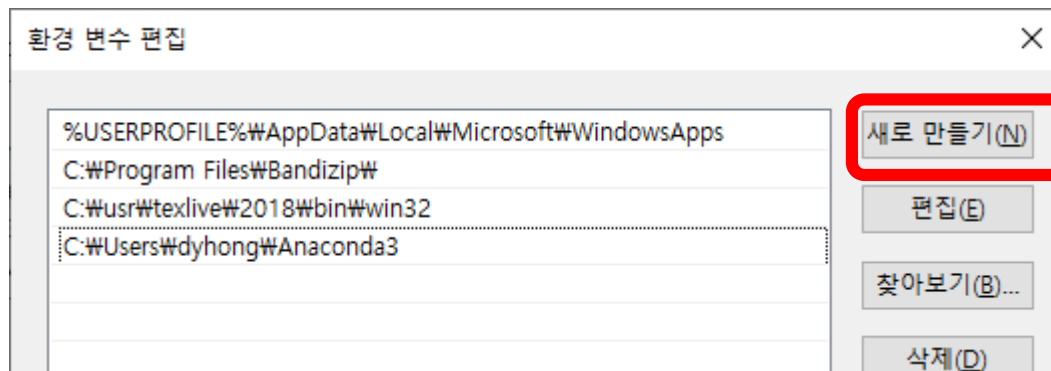 환경 변수 편집
%USERPROFILE%₩AppData₩Local₩Microsoft₩WindowsApps
새로 만들기(N)
C:₩Program Files₩Bandizip₩
C:₩usr₩texlive₩2018₩bin₩win32
편집(E)
C:₩Users₩dyhong₩Anaconda3
찾아보기(B)...
삭제(D)